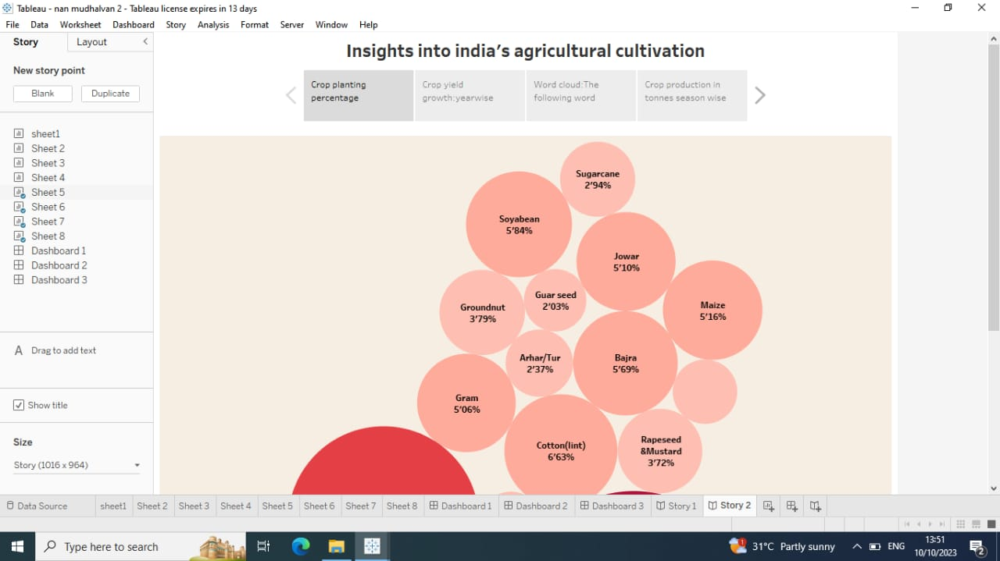 Tableau - nan mudhalvan 2 - Tableau license expires in 13 days
File Data Worksheet Dashboard Story Analysis Format Server Window Help
Story Layout
New story point
Blank Duplicate
sheet1
Sheet 2
Sheet 3
Sheet 4
Sheet 5
Sheet 6
Sheet 7
Sheet 8
Dashboard 1
Dashboard 2
Dashboard 3
A Drag to add text
Show title
Size
Story (1016 x 964)
Insights into india's agricultural cultivation
Crop planting
percentage
Crop yield
growth:yearwise
Word cloud:The
following word
Crop production in
tonnes season wise
Sugarcane
2'94%
Soyabean
5'84%
Jowar
5'10%
Guar seed
2'03%
Groundnut
3'79%
Maize
5'16%
Arhar/Tur
2'37%
Bajra
5'69%
Gram
5'06%
Cotton(lint)
6'63%
Rapeseed
&Mustard
3'72%
Data Source sheet1 Sheet 2 Sheet 3 Sheet 4 Sheet 5 Sheet 6 Sheet 7 Sheet 8 Dashboard 1 Dashboard 2 Dashboard 3 Story 1 Story 2
Type here to search
1
31°C Partly sunny
ENG
13:51
10/10/2023
2